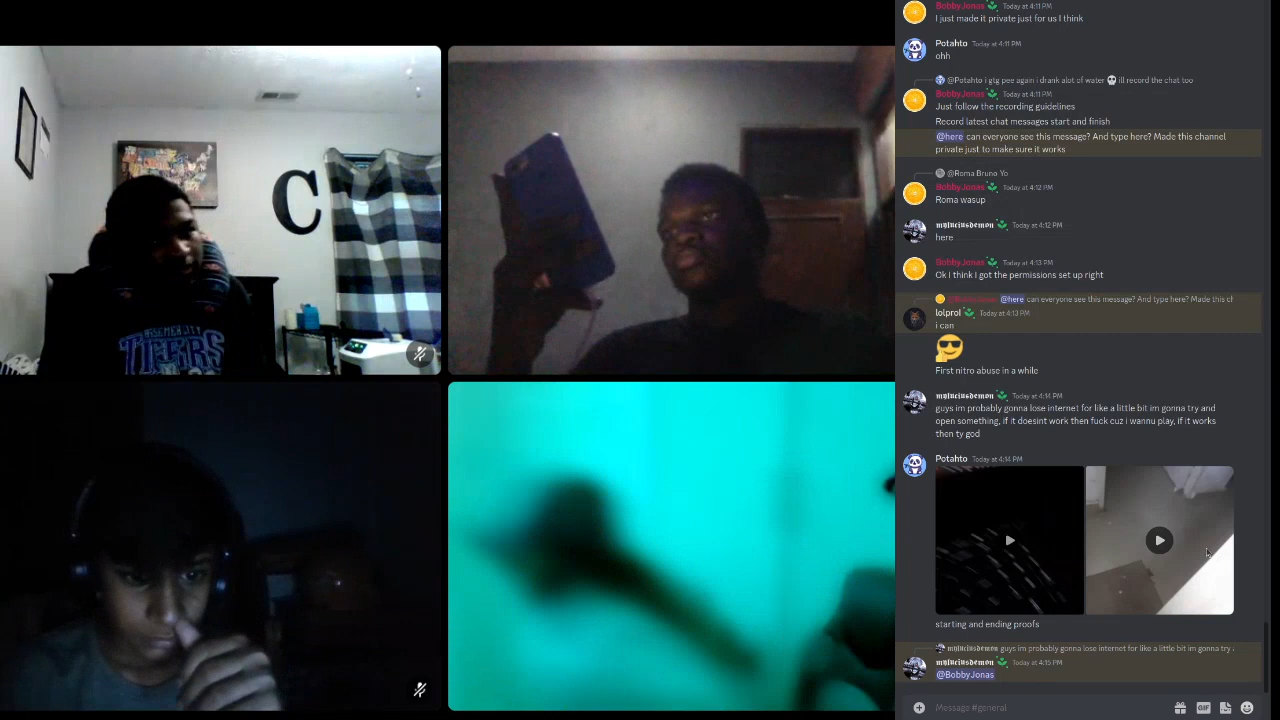 BobbyJonas Today at 4:11 PM
I just made it private just for us I think
Potahto Today at 4:11 PM
ohh
@Potahto i gtg pee again i drank alot of water 💀 ill record the chat too
BobbyJonas Today at 4:11 PM
Just follow the recording guidelines
Record latest chat messages start and finish
@here can everyone see this message? And type here? Made this channel
private just to make sure it works
@Roma Bruno Yo
BobbyJonas Today at 4:12 PM
Roma wasup
myluciusdemon Today at 4:12 PM
here
BobbyJonas Today at 4:13 PM
Ok I think I got the permissions set up right
@BobbyJonas @here can everyone see this message? And type here? Made this ch
lolprol Today at 4:13 PM
i can
First nitro abuse in a while
myluciusdemon Today at 4:14 PM
guys im probably gonna lose internet for like a little bit im gonna try and
open something, if it doesint work then fuck cuz i wannu play, if it works
then ty god
Potahto Today at 4:14 PM
starting and ending proofs
myluciusdemon guys im probably gonna lose internet for like a little bit im gonna try a
myluciusdemon Today at 4:15 PM
@BobbyJonas
Message #general
GIF
C
ASSEMER CITY
TIGERS